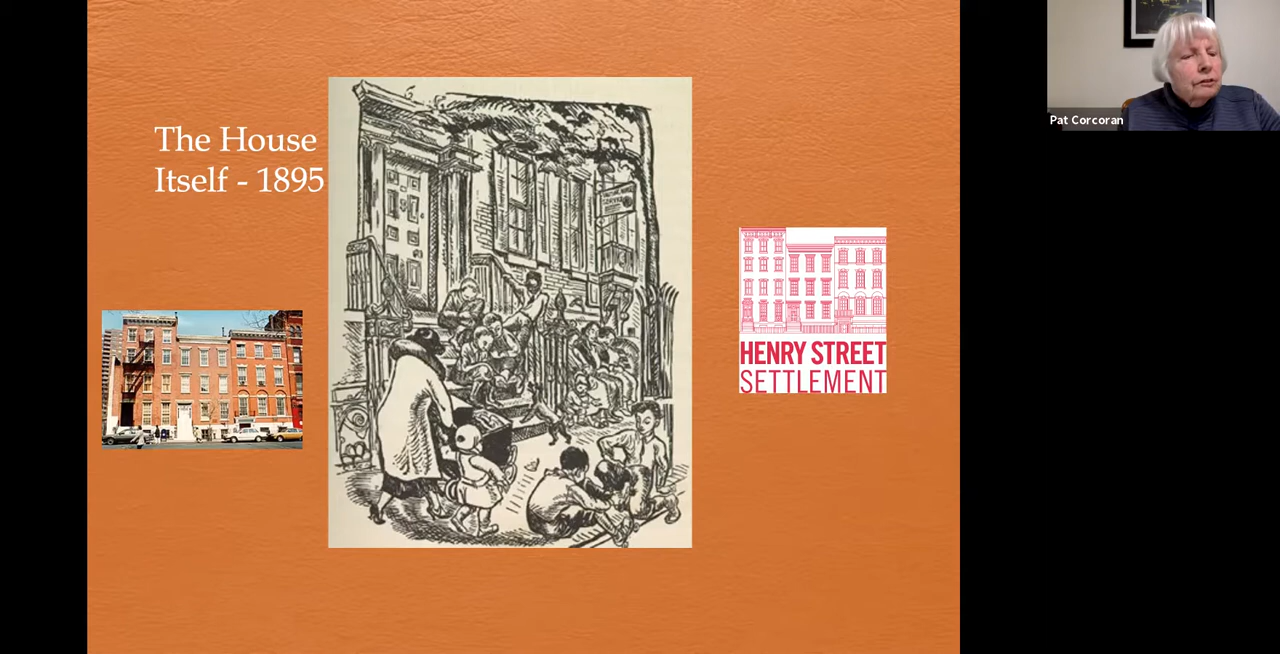 The House
Itself - 1895
HENRY STREET
SETTLEMENT
Pat Corcoran